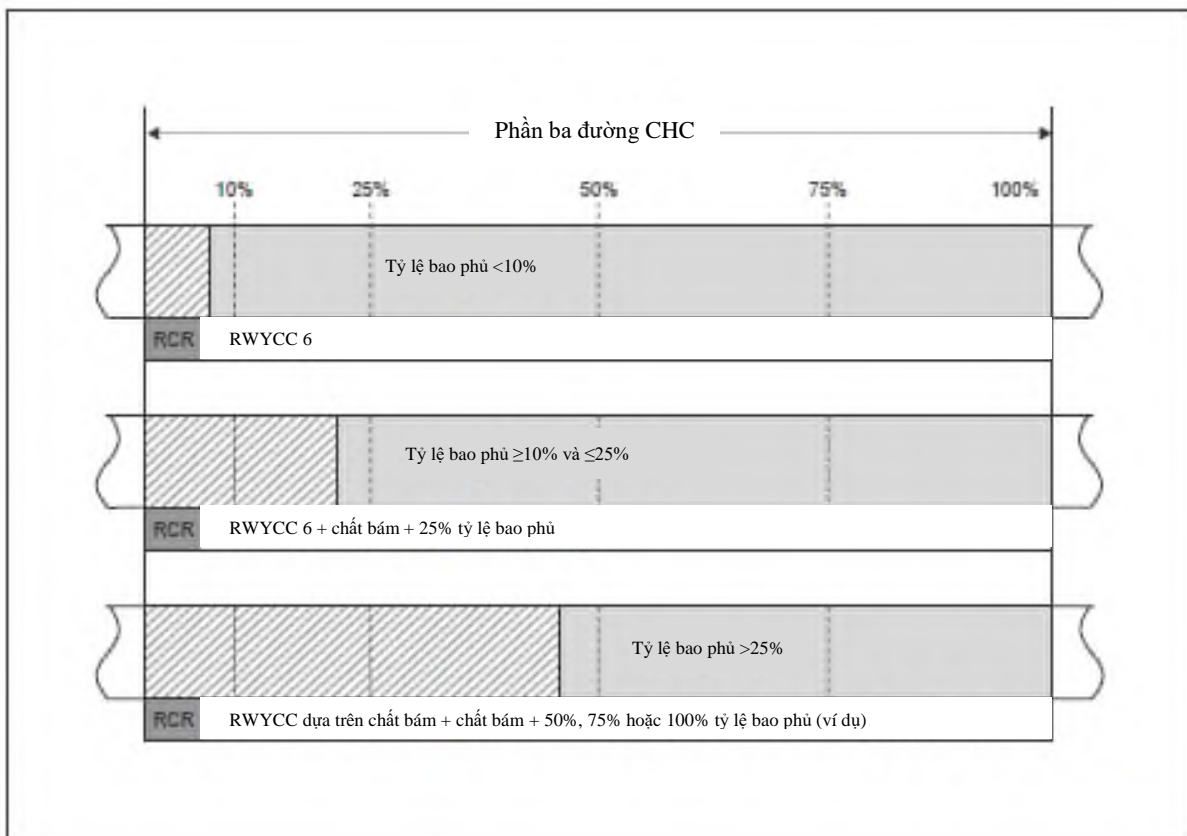 Phần ba đường CHC
10% 25% 50% 75% 100%
Tỷ lệ bao phủ <10%
RCR RWYCC 6
Tỷ lệ bao phủ ≥10% và ≤25%
RCR RWYCC 6 + chất bám + 25% tỷ lệ bao phủ
Tỷ lệ bao phủ >25%
RCR RWYCC dựa trên chất bám + chất bám + 50%, 75% hoặc 100% tỷ lệ bao phủ (ví dụ)